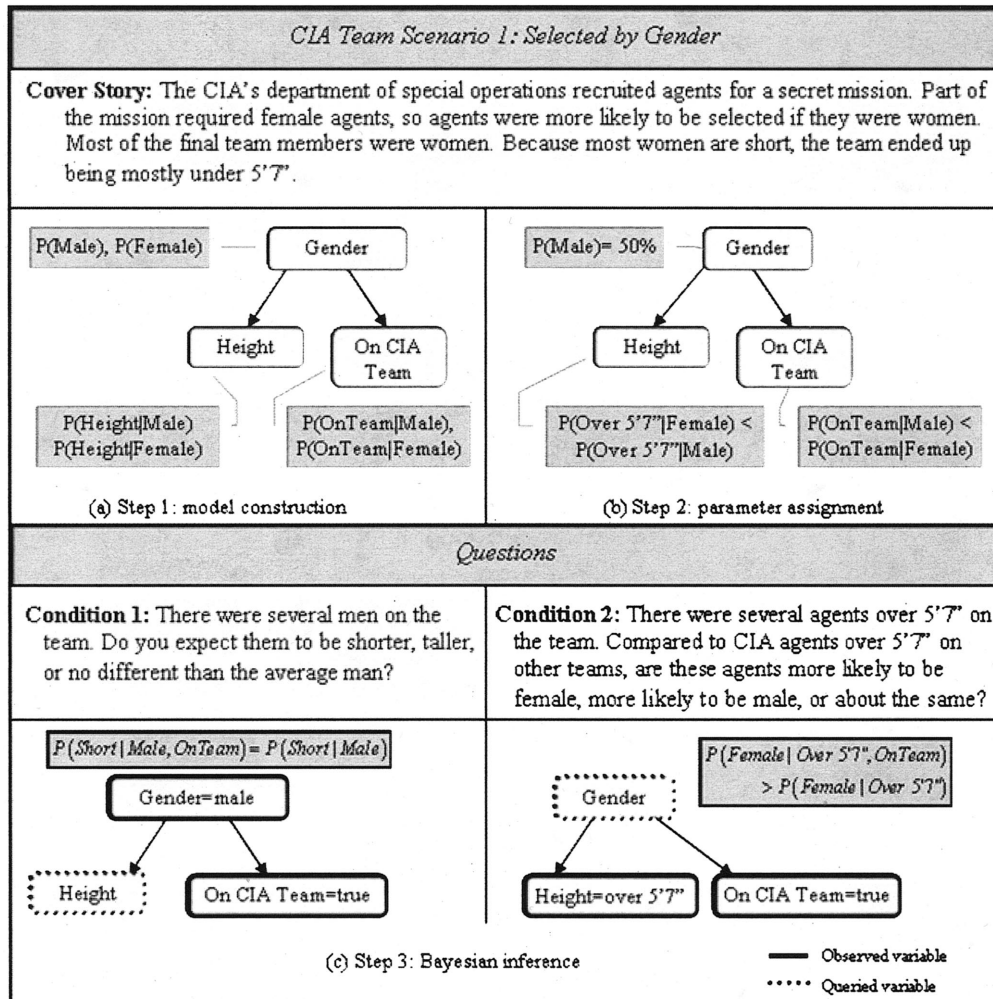 CIA Team Scenario 1: Selected by Gender
Cover Story: The CIA's department of special operations recruited agents for a secret mission. Part of
the mission required female agents, so agents were more likely to be selected if they were women.
Most of the final team members were women. Because most women are short, the team ended up
being mostly under 5'7'.
P(Male), P(Female)
Gender
Height
On CIA
Team
P(Height|Male)
P(Height|Female)
P(OnTeam|Male),
P(OnTeam|Female)
(a) Step 1: model construction
P(Male)= 50%
Gender
Height
On CIA
Team
P(Over 5'7"|Female) <
P(Over 5'7"|Male)
P(OnTeam|Male) <
P(OnTeam|Female)
(b) Step 2: parameter assignment
Questions
Condition 1: There were several men on the
team. Do you expect them to be shorter, taller,
or no different than the average man?
Condition 2: There were several agents over 5'7" on
the team. Compared to CIA agents over 5'7" on
other teams, are these agents more likely to be
female, more likely to be male, or about the same?
P(Short | Male, OnTeam) = P(Short | Male)
Gender=male
Height
On CIA Team=true
P(Female | Over 5'7", OnTeam)
> P(Female | Over 5'7")
Gender
Height=over 5'7"
On CIA Team=true
(c) Step 3: Bayesian inference
Observed variable
Queried variable